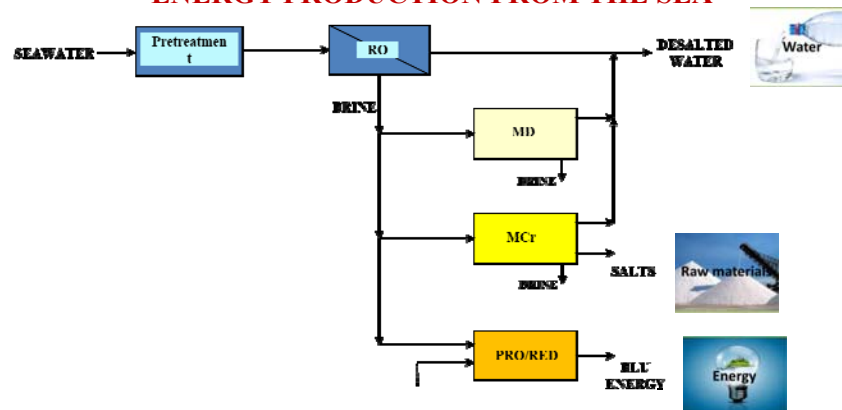 ENERGY PRODUCTION FROM THE SEA
SEAWATER
Pretreatmen
t
RO
DESALTED
WATER
Water
BRINE
MD
BRINE
MCr
SALTS
Raw materials
BRINE
PRO/RED
BLU
ENERGY
Energy